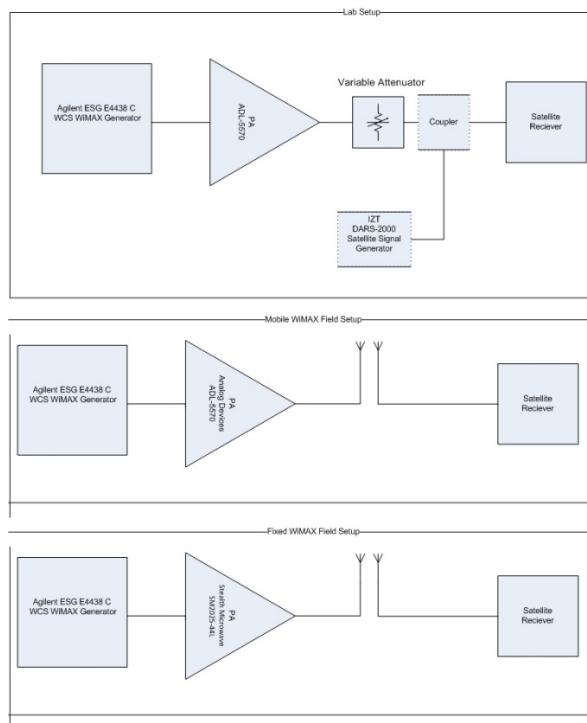 Lab Setup
Agilent ESG E4438 C
WCS WiMAX Generator
PA
ADL-5570
Variable Attenuator
Coupler
Satellite
Reciever
IZT
DARS-2000
Satellite Signal
Generator
Mobile WiMAX Field Setup
Agilent ESG E4438 C
WCS WiMAX Generator
PA
Analog Devices
ADL-5570
Satellite
Reciever
Fixed WiMAX Field Setup
Agilent ESG E4438 C
WCS WiMAX Generator
PA
Stealth Microwave
SM2025-44L
Satellite
Reciever